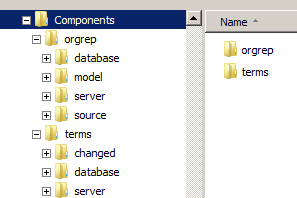 Components
orgrep
database
model
server
source
terms
changed
database
server
Name
orgrep
terms